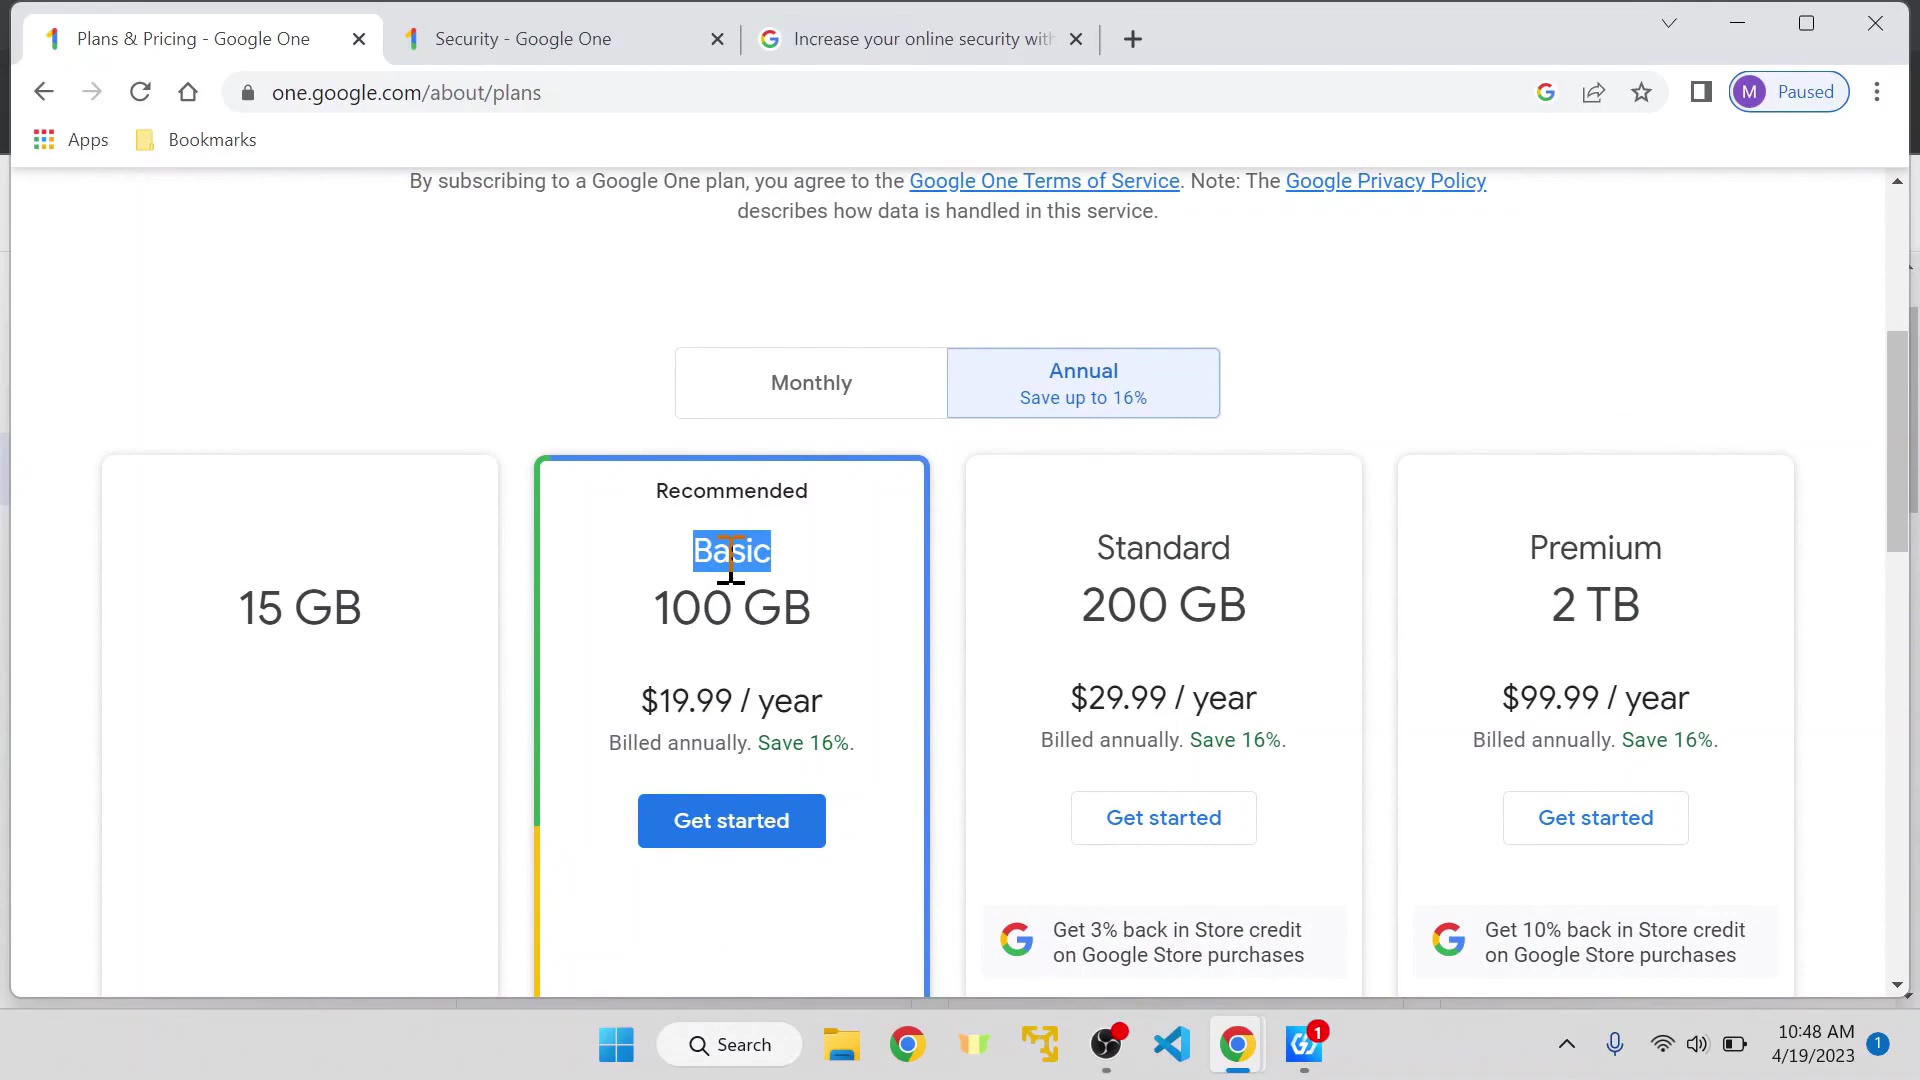 Plans & Pricing - Google One
Security - Google One
Increase your online security with
one.google.com/about/plans
M Paused
Apps
Bookmarks
By subscribing to a Google One plan, you agree to the Google One Terms of Service. Note: The Google Privacy Policy
describes how data is handled in this service.
Monthly
Annual
Save up to 16%
15 GB
Recommended
Basic
100 GB
$19.99 / year
Billed annually. Save 16%.
Get started
Standard
200 GB
$29.99 / year
Billed annually. Save 16%.
Get started
Get 3% back in Store credit
on Google Store purchases
Premium
2 TB
$99.99 / year
Billed annually. Save 16%.
Get started
Get 10% back in Store credit
on Google Store purchases
Search
1
10:48 AM
4/19/2023
1